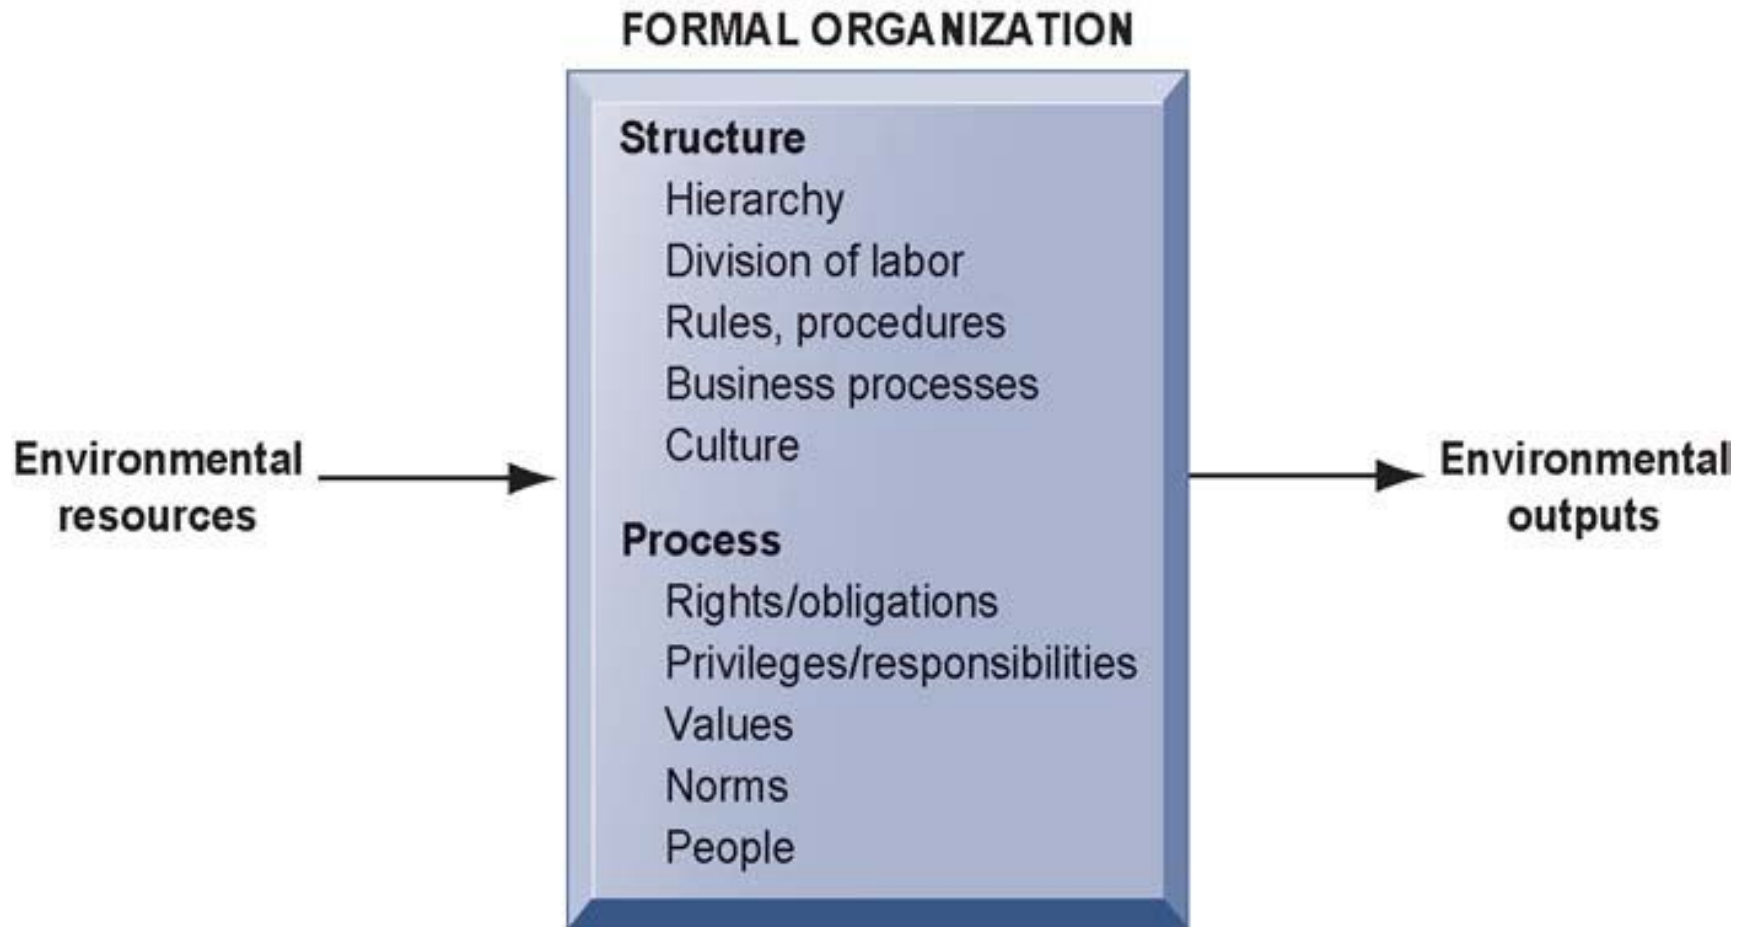 FORMAL ORGANIZATION
Structure
Hierarchy
Division of labor
Rules, procedures
Business processes
Culture
Environmental
resources
Environmental
outputs
Process
Rights/obligations
Privileges/responsibilities
Values
Norms
People